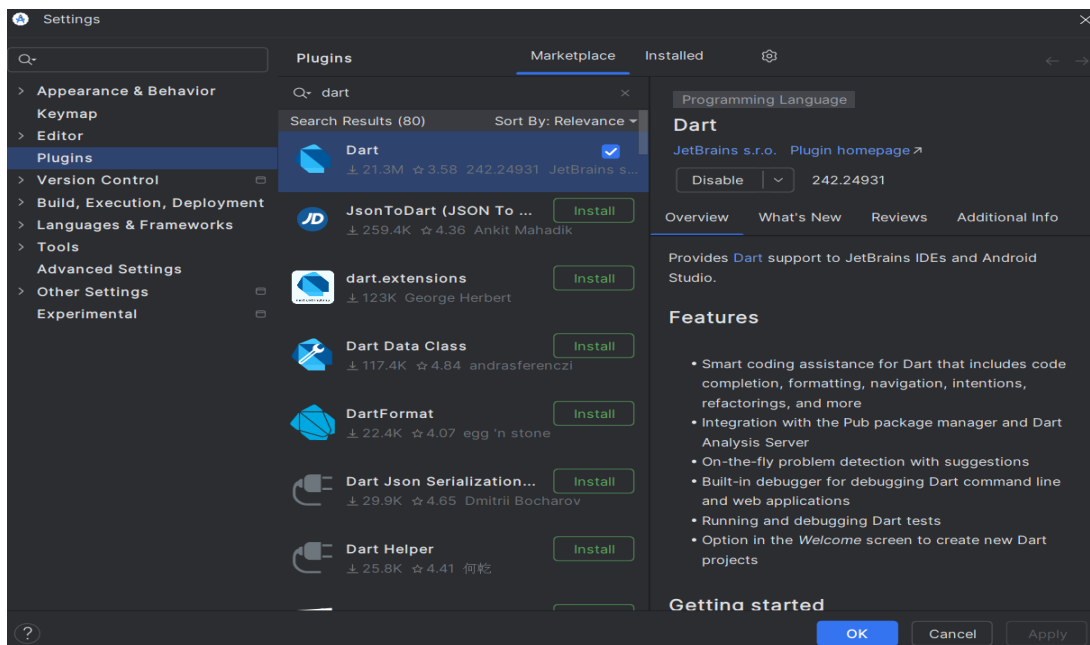 Settings
Plugins
Marketplace
Installed
Appearance & Behavior
Keymap
Editor
Plugins
Version Control
Build, Execution, Deployment
Languages & Frameworks
Tools
Advanced Settings
Other Settings
Experimental
dart
Search Results (80) Sort By: Relevance
Dart
21.3M 3.58 242.24931 JetBrains s...
JsonToDart (JSON To ... Install
259.4K 4.36 Ankit Mahadik
dart.extensions Install
123K George Herbert
Dart Data Class Install
117.4K 4.84 andrasferenczi
DartFormat Install
22.4K 4.07 egg 'n stone
Dart Json Serialization... Install
29.9K 4.65 Dmitrii Bocharov
Dart Helper Install
25.8K 4.41 何乾
Programming Language
Dart
JetBrains s.r.o. Plugin homepage
Disable 242.24931
Overview What's New Reviews Additional Info
Provides Dart support to JetBrains IDEs and Android
Studio.
Features
• Smart coding assistance for Dart that includes code
completion, formatting, navigation, intentions,
refactorings, and more
• Integration with the Pub package manager and Dart
Analysis Server
• On-the-fly problem detection with suggestions
• Built-in debugger for debugging Dart command line
and web applications
• Running and debugging Dart tests
• Option in the Welcome screen to create new Dart
projects
Getting started
? OK Cancel Apply